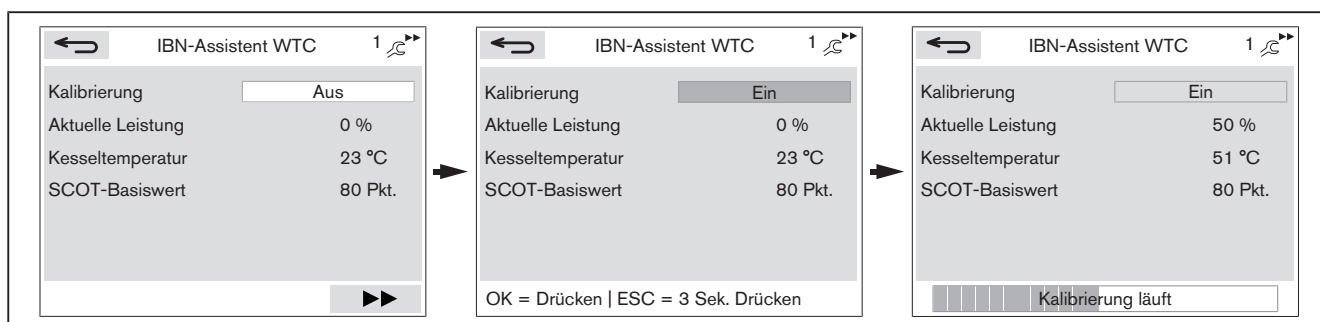 IBN-Assistent WTC 1
Kalibrierung Aus
Aktuelle Leistung 0 %
Kesseltemperatur 23 °C
SCOT-Basiswert 80 Pkt.
IBN-Assistent WTC 1
Kalibrierung Ein
Aktuelle Leistung 0 %
Kesseltemperatur 23 °C
SCOT-Basiswert 80 Pkt.
OK = Drücken | ESC = 3 Sek. Drücken
IBN-Assistent WTC 1
Kalibrierung Ein
Aktuelle Leistung 50 %
Kesseltemperatur 51 °C
SCOT-Basiswert 80 Pkt.
Kalibrierung läuft